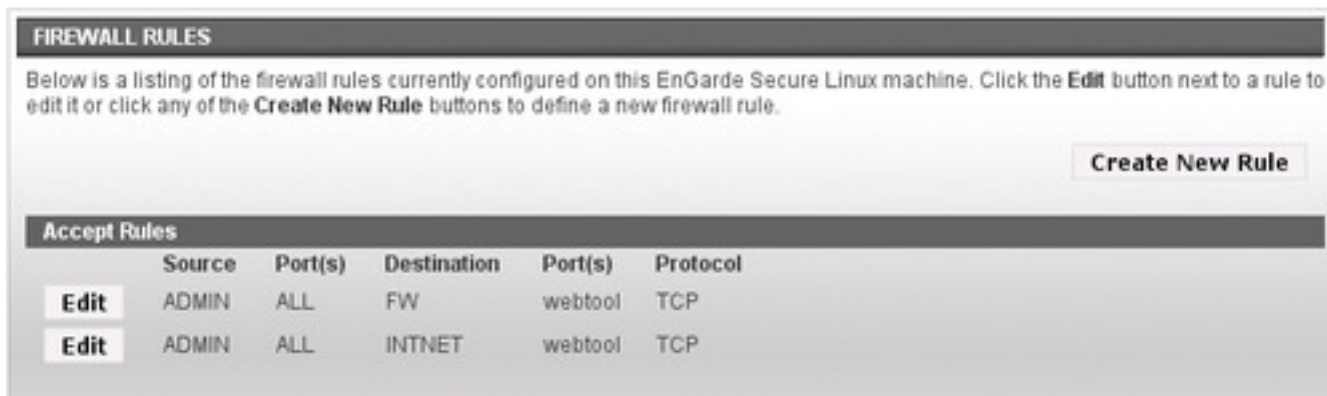 FIREWALL RULES
Below is a listing of the firewall rules currently configured on this EnGarde Secure Linux machine. Click the Edit button next to a rule to
edit it or click any of the Create New Rule buttons to define a new firewall rule.
Create New Rule
Accept Rules
Source Port(s) Destination Port(s) Protocol
Edit ADMIN ALL FW webtool TCP
Edit ADMIN ALL INTNET webtool TCP